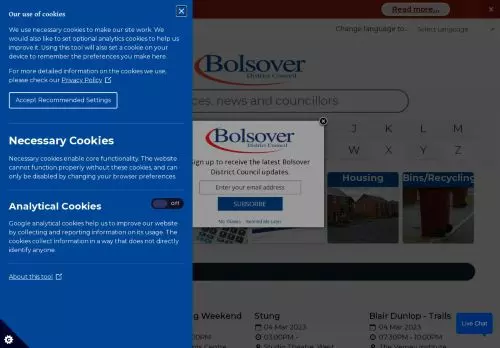 Our use of cookies
We use necessary cookies to make our site work. We
would also like to set optional analytics cookies to help us
improve it. Using this tool will also set a cookie on your
device to remember the preferences you make here.
For more detailed information on the cookies we use,
please check our Privacy Policy
Accept Recommended Settings
Necessary Cookies
Necessary cookies enable core functionality. The website
cannot function properly without these cookies, and can
only be disabled by changing your browser preferences.
Analytical Cookies
Off
Google analytical cookies help us to improve our website
by collecting and reporting information on its usage. The
cookies collect information in a way that does not directly
identify anyone.
About this tool
Read more...
Change language to:
Select Language
Bolsover
District Council
ces, news and councillors
J K L M
W X Y Z
Bolsover
District Council
ign up to receive the latest Bolsover
District Council updates.
Enter your email address
SUBSCRIBE
No Thanks
Housing
Bins/Recycling
g Weekend
Stung
04 Mar 2023
03:00PM -
Blair Dunlop - Trails
04 Mar 2023
07:30PM - 10:00PM
Live Chat